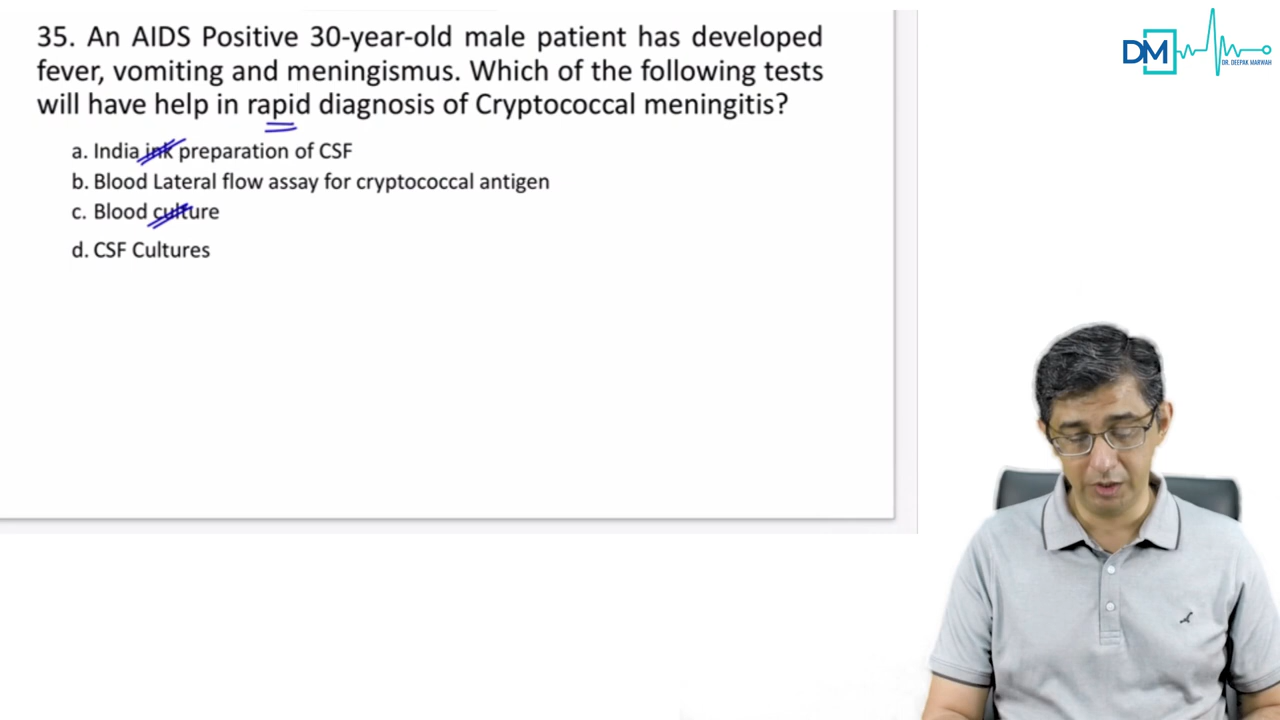 35. An AIDS Positive 30-year-old male patient has developed
fever, vomiting and meningismus. Which of the following tests
will have help in rapid diagnosis of Cryptococcal meningitis?
a. India ink preparation of CSF
b. Blood Lateral flow assay for cryptococcal antigen
c. Blood culture
d. CSF Cultures
DM
DR. DEEPAK MARWAH